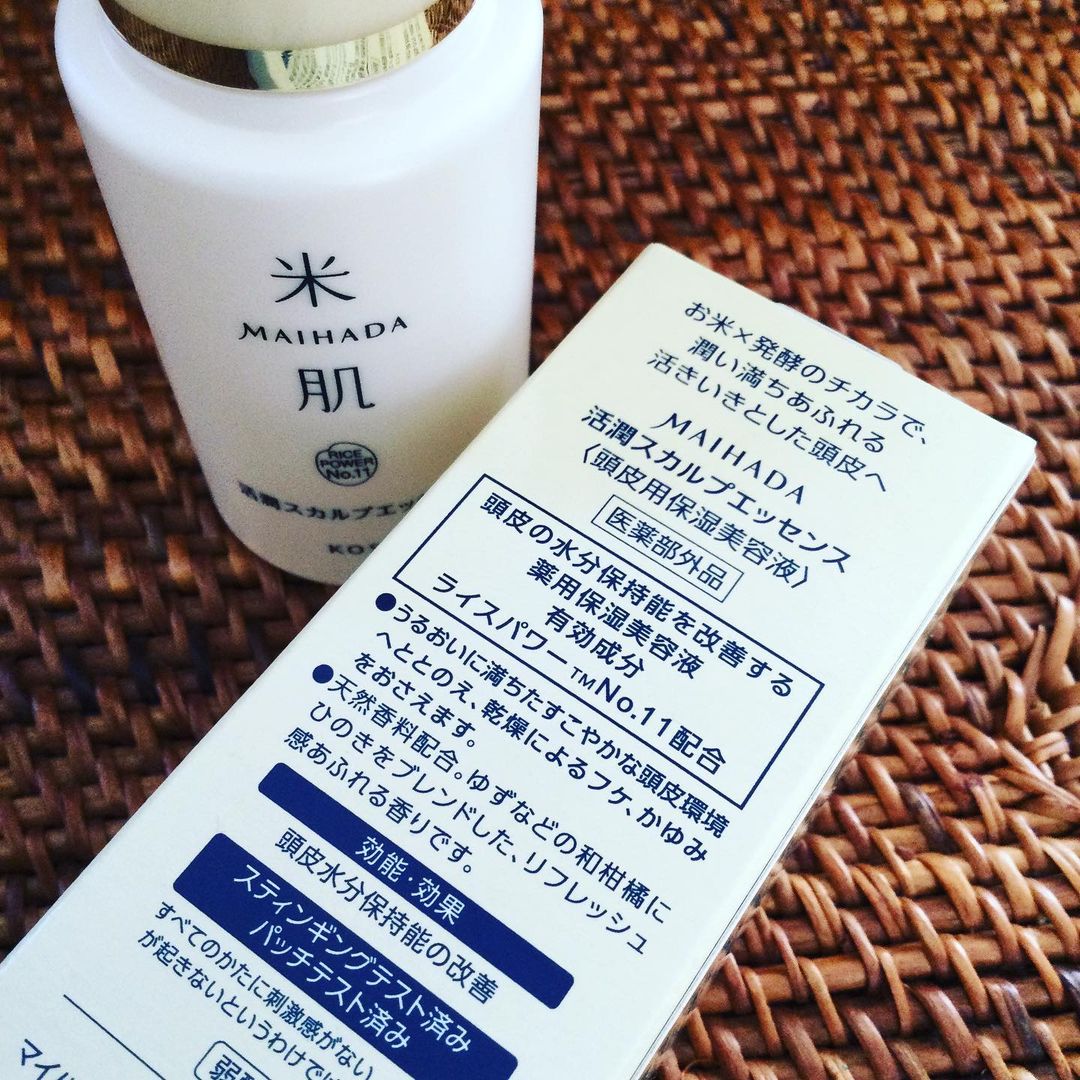 米
MAIHADA
肌
RICE
POWER
No.11
活潤スカルプエッ
お米×発酵のチカラで、
潤い満ちあふれる
活きいきとした頭皮へ
MAIHADA
活潤スカルプエッセンス
〈頭皮用保湿美容液〉
医薬部外品
頭皮の水分保持能を改善する
薬用保湿美容液
有効成分
ライスパワー™No.11配合
●うるおいに満ちたすこやかな頭皮環境
へととのえ、乾燥によるフケ、かゆみ
をおさえます。
●天然香料配合。ゆずなどの和柑橘に
ひのきをブレンドした、リフレッシュ
感あふれる香りです。
効能・効果
頭皮水分保持能の改善
スティンギングテスト済み
パッチテスト済み
すべてのかたに刺激感がない
が起きないというわけでは